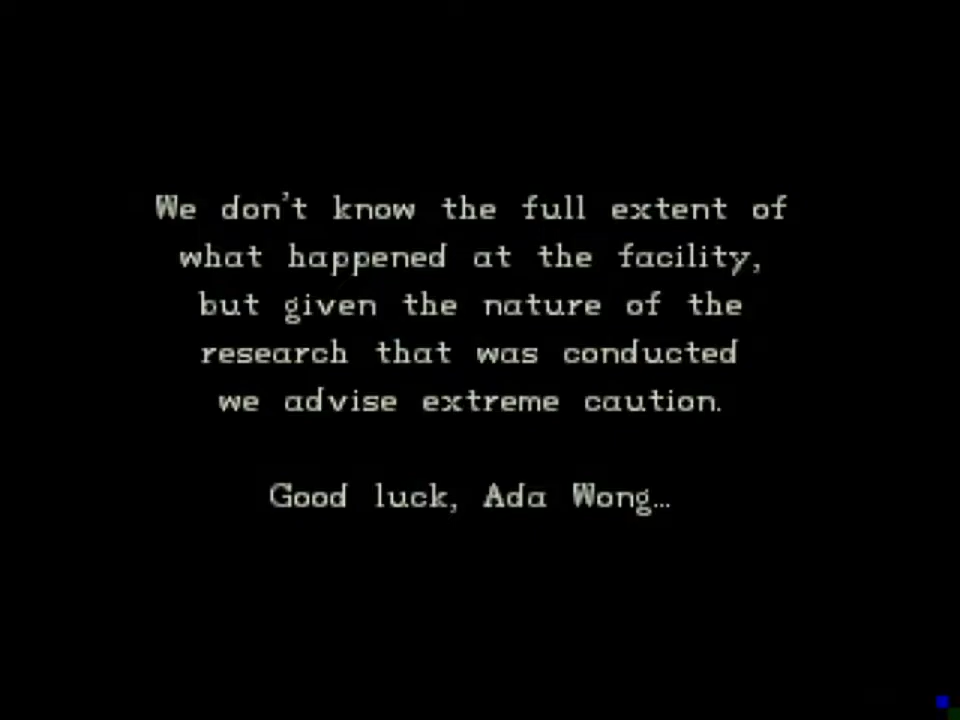 We don't know the full extent of
what happened at the facility,
but given the nature of the
research that was conducted
we advise extreme caution.
Good luck, Ada Wong...